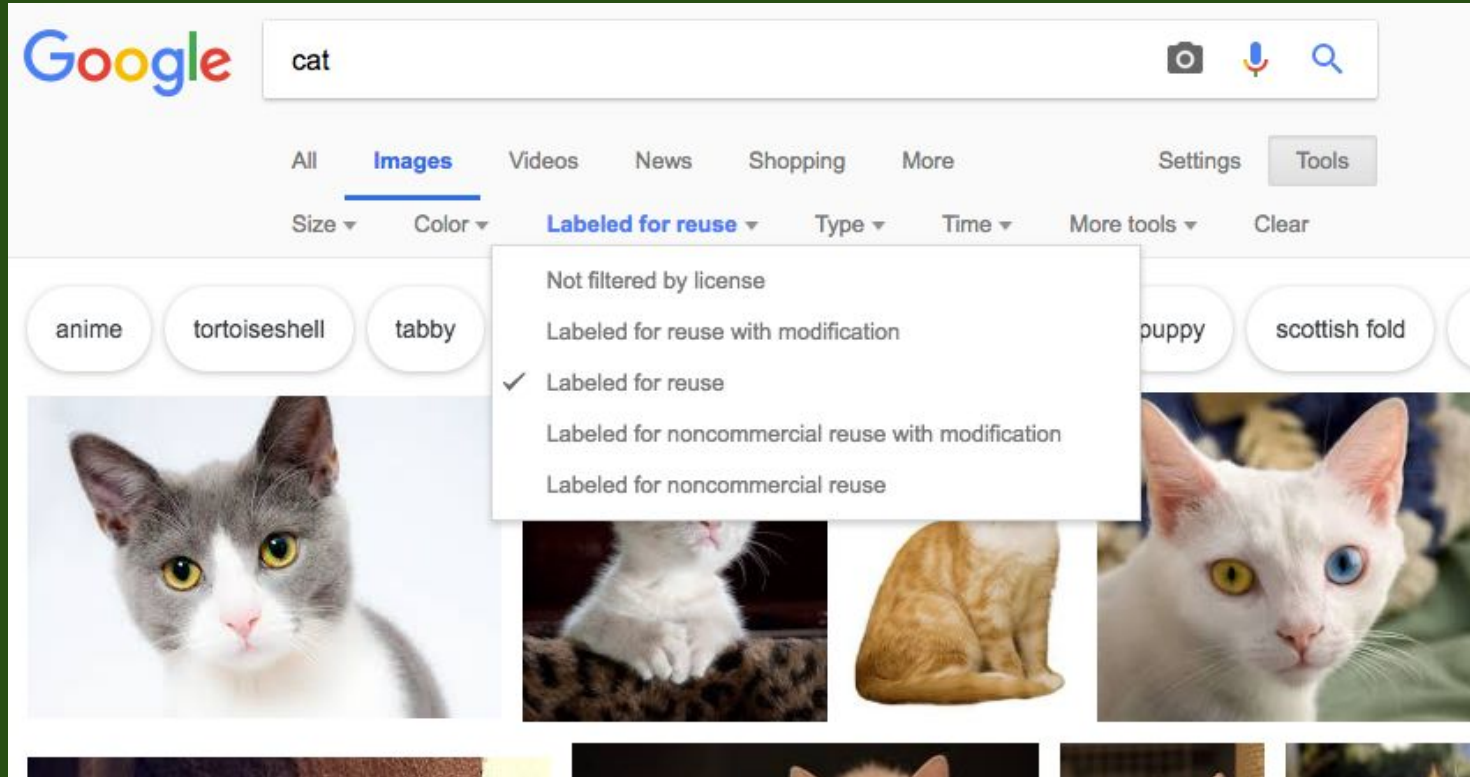 Google cat
All Images Videos News Shopping More Settings Tools
Size Color Labeled for reuse Type Time More tools Clear
Not filtered by license
Labeled for reuse with modification
anime tortoiseshell tabby puppy scottish fold
Labeled for reuse
Labeled for noncommercial reuse with modification
Labeled for noncommercial reuse